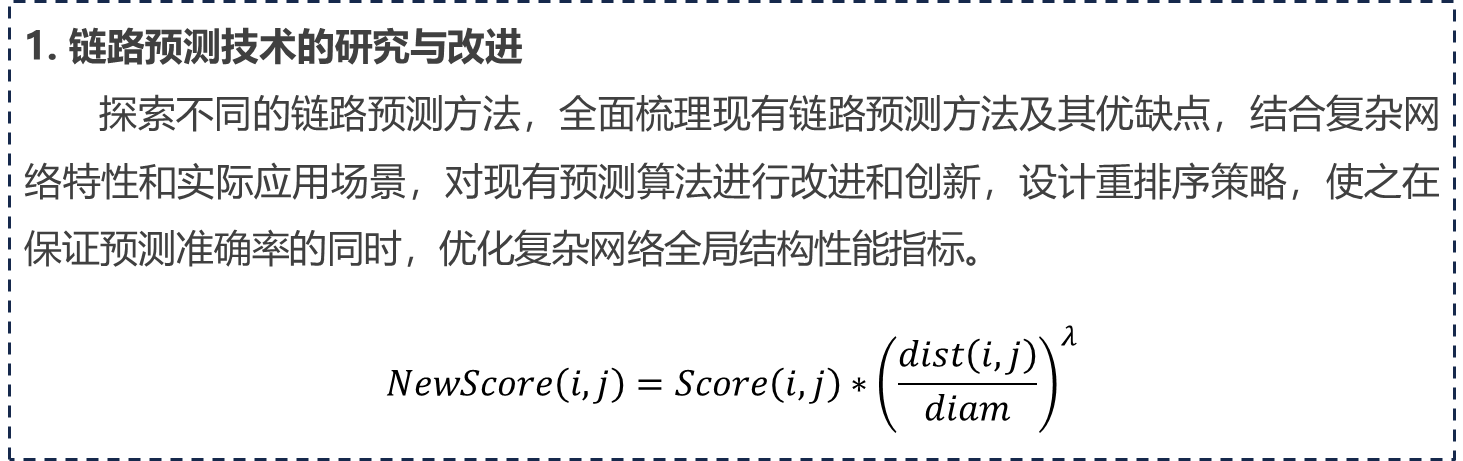 1. 链路预测技术的研究与改进
探索不同的链路预测方法，全面梳理现有链路预测方法及其优缺点，结合复杂网
络特性和实际应用场景，对现有预测算法进行改进和创新，设计重排序策略，使之在
保证预测准确率的同时，优化复杂网络全局结构性能指标。
NewScore(i,j) = Score(i,j) * (dist(i,j)/diam)^λ